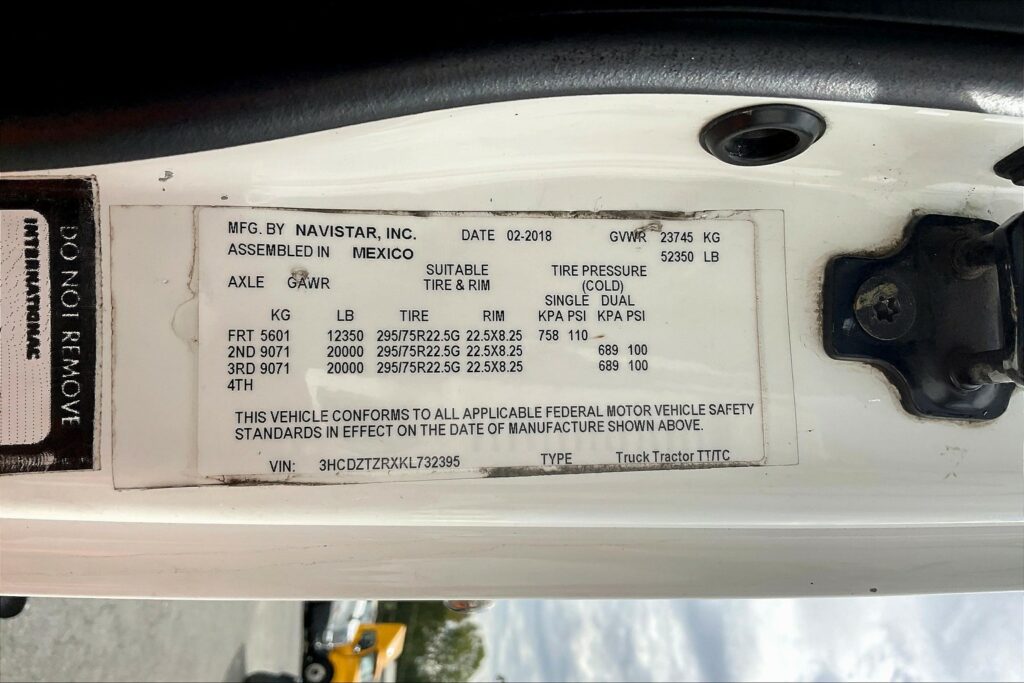 MFG. BY NAVISTAR, INC. DATE 02-2018 GVWR 23745 KG
ASSEMBLED IN MEXICO 52350 LB
AXLE GAWR SUITABLE TIRE PRESSURE
TIRE & RIM (COLD)
SINGLE DUAL
KG LB TIRE RIM KPA PSI KPA PSI
FRT 5601 12350 295/75R22.5G 22.5X8.25 758 110
2ND 9071 20000 295/75R22.5G 22.5X8.25 689 100
3RD 9071 20000 295/75R22.5G 22.5X8.25 689 100
4TH
THIS VEHICLE CONFORMS TO ALL APPLICABLE FEDERAL MOTOR VEHICLE SAFETY
STANDARDS IN EFFECT ON THE DATE OF MANUFACTURE SHOWN ABOVE.
VIN: 3HCDZTZRXKL732395 TYPE Truck Tractor TT/TC
DO NOT REMOVE
INTERNATIONAL